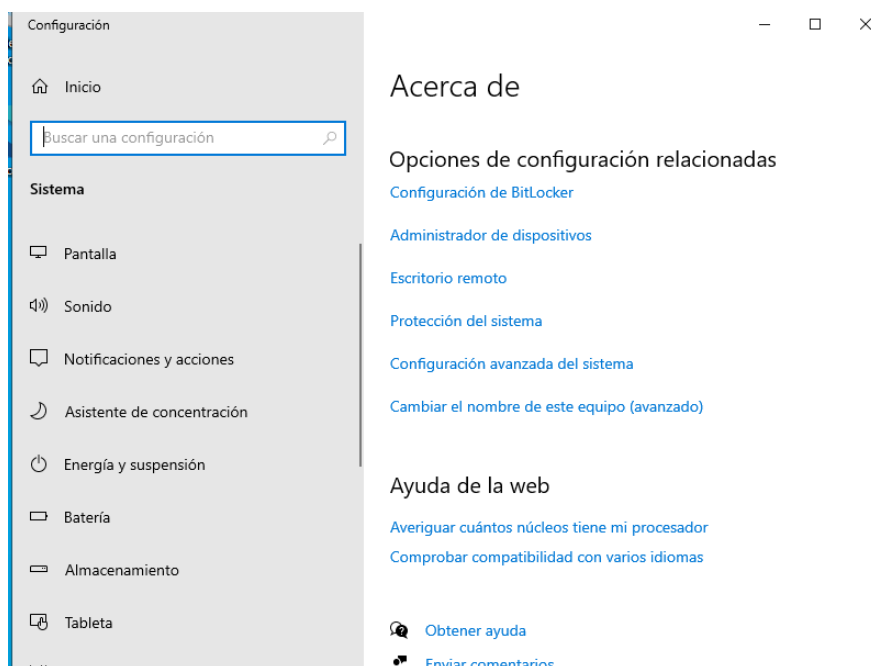 Configuración
Inicio
Buscar una configuración
Sistema
Pantalla
Sonido
Notificaciones y acciones
Asistente de concentración
Energía y suspensión
Batería
Almacenamiento
Tableta
Acerca de
Opciones de configuración relacionadas
Configuración de BitLocker
Administrador de dispositivos
Escritorio remoto
Protección del sistema
Configuración avanzada del sistema
Cambiar el nombre de este equipo (avanzado)
Ayuda de la web
Averiguar cuántos núcleos tiene mi procesador
Comprobar compatibilidad con varios idiomas
Obtener ayuda
Enviar comentarios